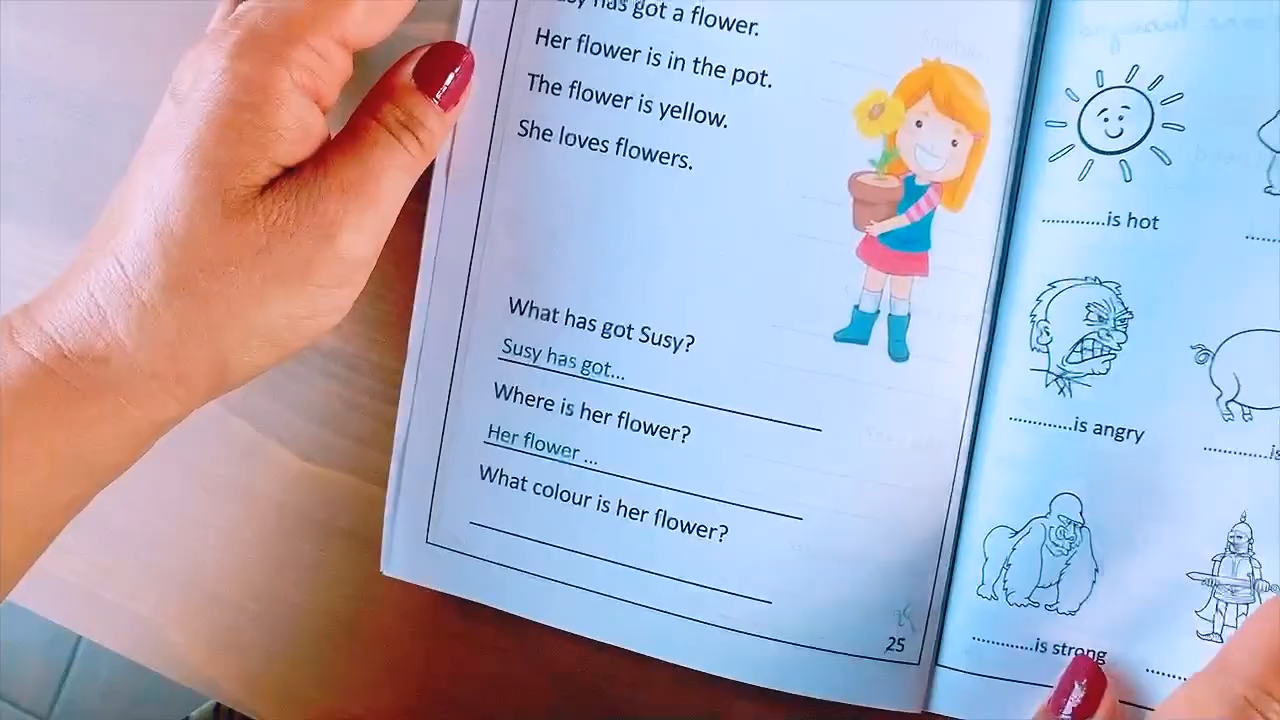 has got a flower.
Her flower is in the pot.
The flower is yellow.
She loves flowers.
What has got Susy?
Susy has got...
Where is her flower?
Her flower ...
What colour is her flower?
25
.............is hot
.............is angry
.............is strong